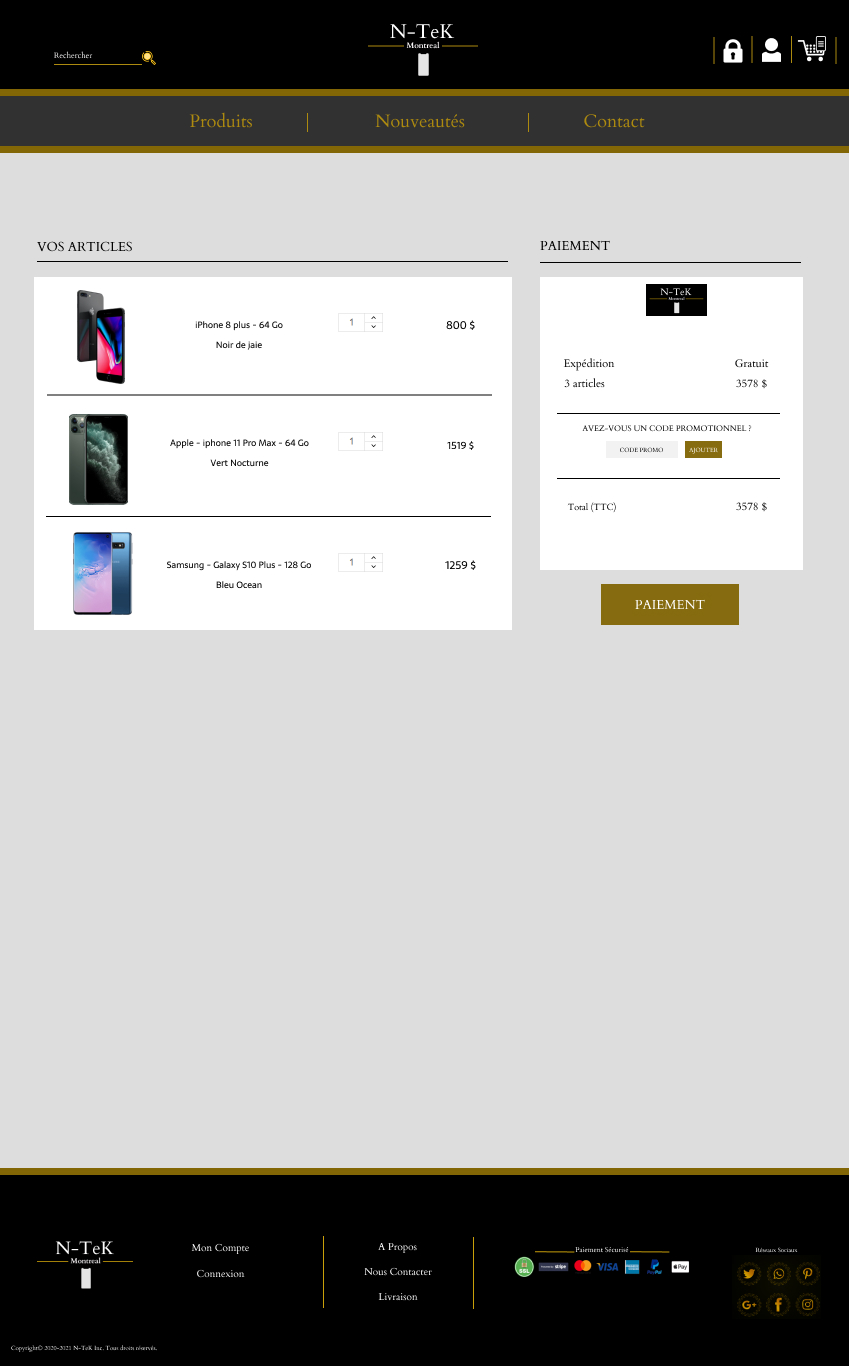 N-TeK
Montreal
Rechercher
Produits
Nouveautés
Contact
VOS ARTICLES
PAIEMENT
N-TeK
Montreal
iPhone 8 plus - 64 Go
Noir de jaie
1
800 $
Apple - iphone 11 Pro Max - 64 Go
Vert Nocturne
1
1519 $
Samsung - Galaxy S10 Plus - 128 Go
Bleu Ocean
1
1259 $
Expédition
Gratuit
3 articles
3578 $
AVEZ-VOUS UN CODE PROMOTIONNEL ?
CODE PROMO
AJOUTER
Total (TTC)
3578 $
PAIEMENT
N-TeK
Montreal
Mon Compte
Connexion
A Propos
Nous Contacter
Livraison
Paiement Sécurisé
SSL
stripe
VISA
PayPal
Pay
Réseaux Sociaux
G+
Copyright© 2020-2021 N-TeK Inc. Tous droits réservés.